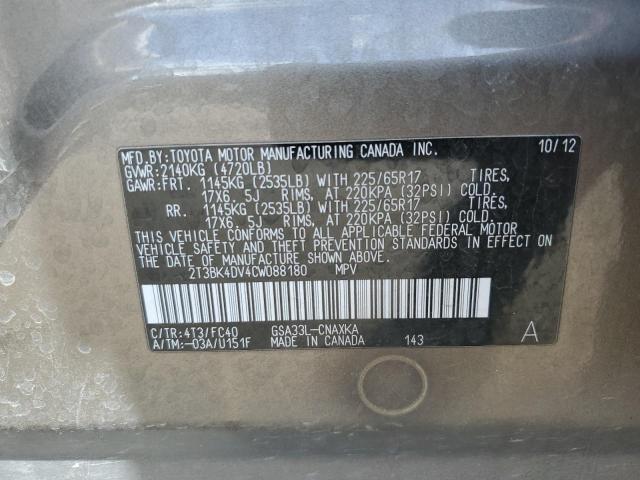 MFD. BY:TOYOTA MOTOR MANUFACTURING CANADA INC. 10/12
GVWR:2140KG (4720LB)
GAWR:FRT. 1145KG (2535LB) WITH 225/65R17 TIRES,
17X6. 5J RIMS, AT 220KPA (32PSI) COLD.
RR. 1145KG (2535LB) WITH 225/65R17 TIRES,
17X6. 5J RIMS, AT 220KPA (32PSI) COLD.
THIS VEHICLE CONFORMS TO ALL APPLICABLE FEDERAL MOTOR
VEHICLE SAFETY AND THEFT PREVENTION STANDARDS IN EFFECT ON
THE DATE OF MANUFACTURE SHOWN ABOVE.
2T3BK4DV4CW088180 MPV
C/TR:4T3/FC40 GSA33L-CNAXKA A
A/TM:-03A/U151F MADE IN CANADA 143